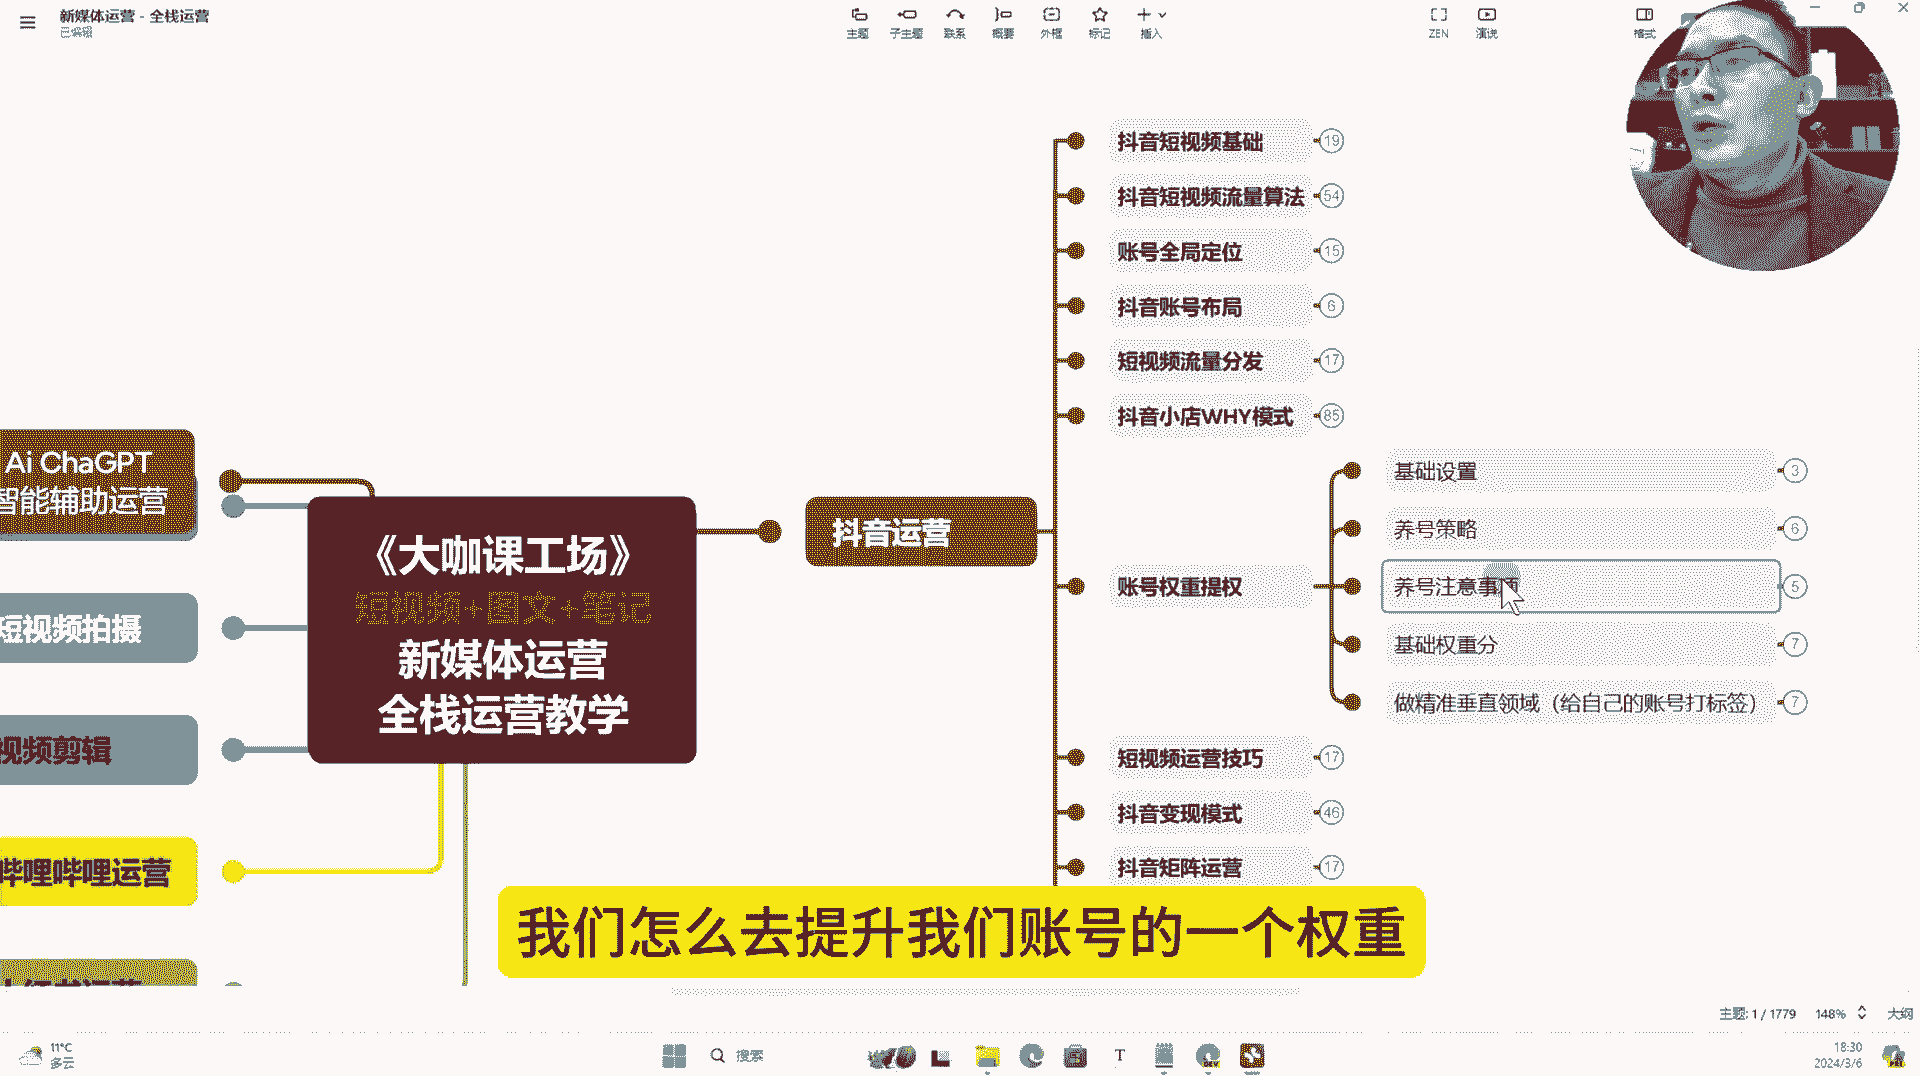 新媒体运营 - 全栈运营
已编辑
主题
子主题
联系
概要
外框
标记
插入
ZEN
演说
格式
抖音短视频基础 19
抖音短视频流量算法 54
账号全局定位 15
抖音账号布局 6
短视频流量分发 17
抖音小店WHY模式 85
账号权重提权
基础设置 3
养号策略 6
养号注意事项 5
基础权重分 7
做精准垂直领域（给自己的账号打标签） 7
短视频运营技巧 17
抖音变现模式 46
抖音矩阵运营 17
抖音运营
《大咖课工场》
短视频+图文+笔记
新媒体运营
全栈运营教学
Ai ChaGPT
智能辅助运营
短视频拍摄
视频剪辑
哔哩哔哩运营
我们怎么去提升我们账号的一个权重
主题: 1 / 1779
148%
大纲
11°C
多云
搜索
18:30
2024/3/6